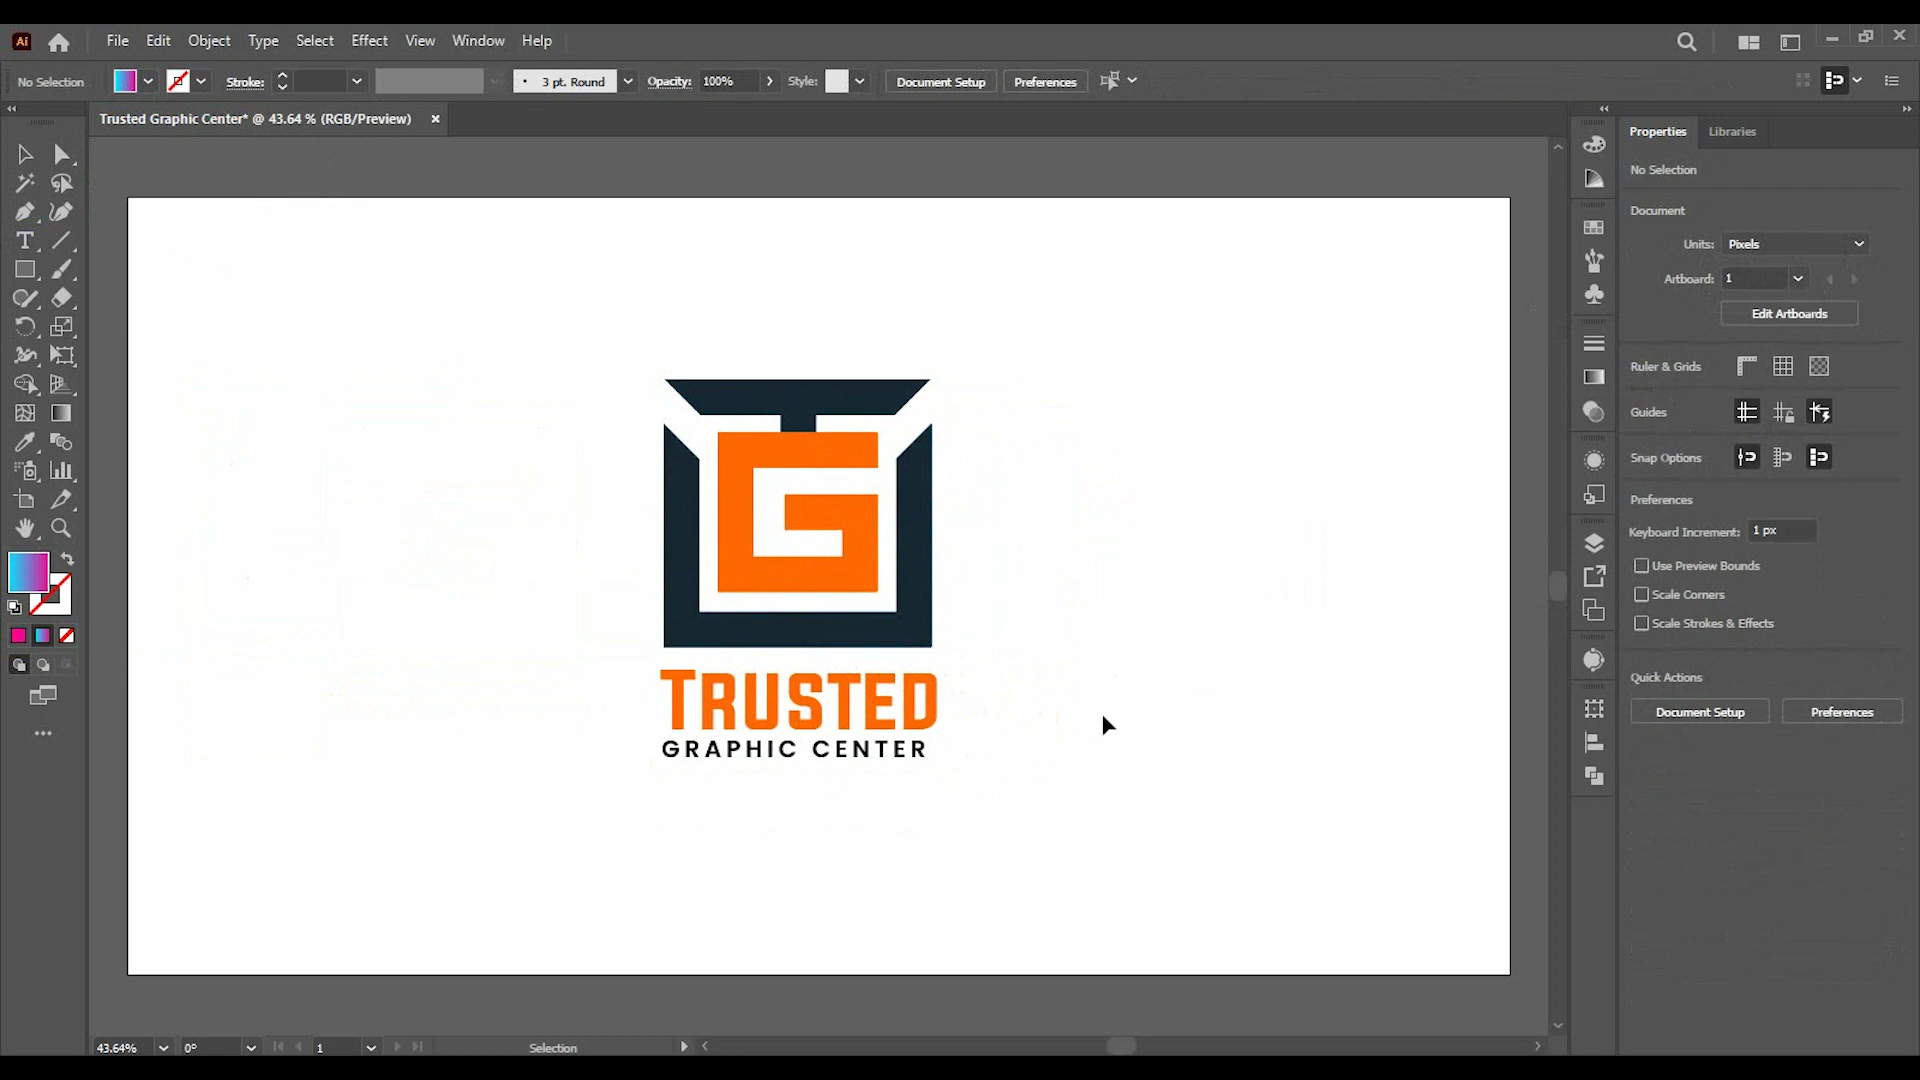 Ai File Edit Object Type Select Effect View Window Help
No Selection Stroke: 3 pt. Round Opacity: 100% Style: Document Setup Preferences
Trusted Graphic Center* @ 43.64 % (RGB/Preview)
Properties Libraries
No Selection
Document
Units: Pixels
Artboard: 1
Edit Artboards
Ruler & Grids
Guides
Snap Options
Preferences
Keyboard Increment: 1 px
Use Preview Bounds
Scale Corners
Scale Strokes & Effects
Quick Actions
Document Setup Preferences
TRUSTED
GRAPHIC CENTER
43.64% 0° 1 Selection